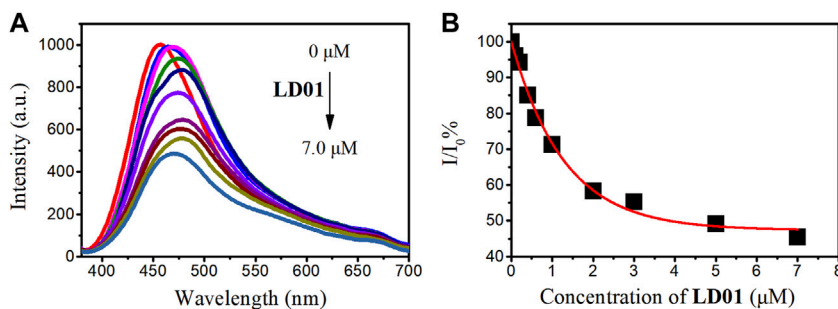 A
1000
800
600
400
200
0
Intensity (a.u.)
400 450 500 550 600 650 700
Wavelength (nm)
0 μM
LD01
7.0 μM
B
100
90
80
70
60
50
40
I/I₀%
0 1 2 3 4 5 6 7 8
Concentration of LD01 (μM)